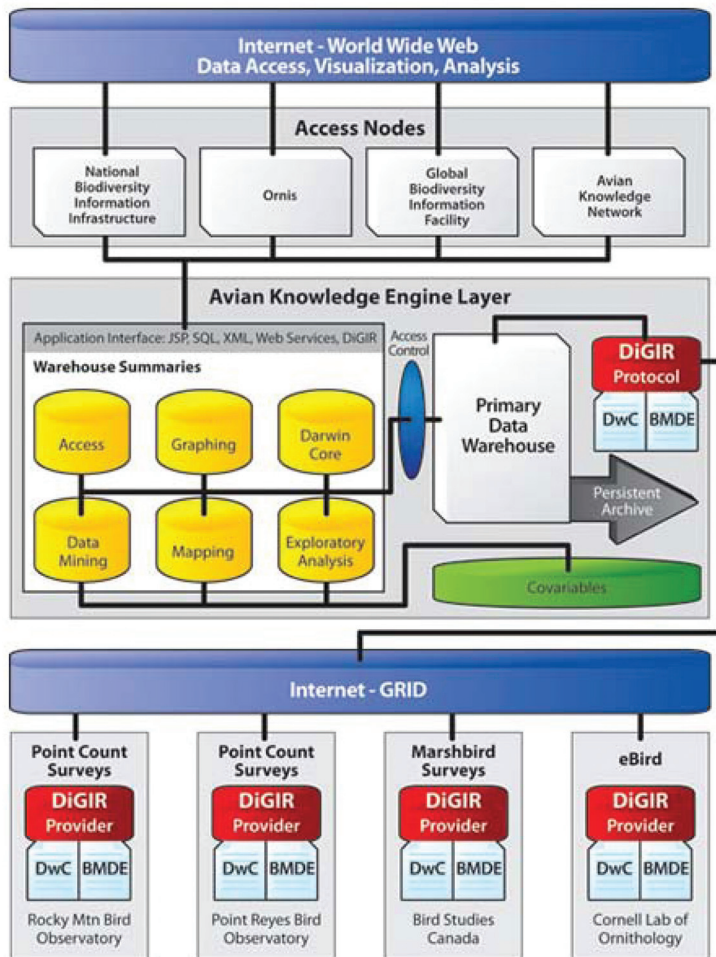 Internet - World Wide Web
Data Access, Visualization, Analysis
Access Nodes
National
Biodiversity
Information
Infrastructure
Ornis
Global
Biodiversity
Information
Facility
Avian
Knowledge
Network
Avian Knowledge Engine Layer
Application Interface: JSP, SQL, XML, Web Services, DiGIR
Warehouse Summaries
Access
Graphing
Darwin
Core
Data
Mining
Mapping
Exploratory
Analysis
Access
Control
Primary
Data
Warehouse
DiGIR
Protocol
DwC
BMDE
Persistent
Archive
Covariables
Internet - GRID
Point Count
Surveys
DiGIR
Provider
DwC
BMDE
Rocky Mtn Bird
Observatory
Point Count
Surveys
DiGIR
Provider
DwC
BMDE
Point Reyes Bird
Observatory
Marshbird
Surveys
DiGIR
Provider
DwC
BMDE
Bird Studies
Canada
eBird
DiGIR
Provider
DwC
BMDE
Cornell Lab of
Ornithology